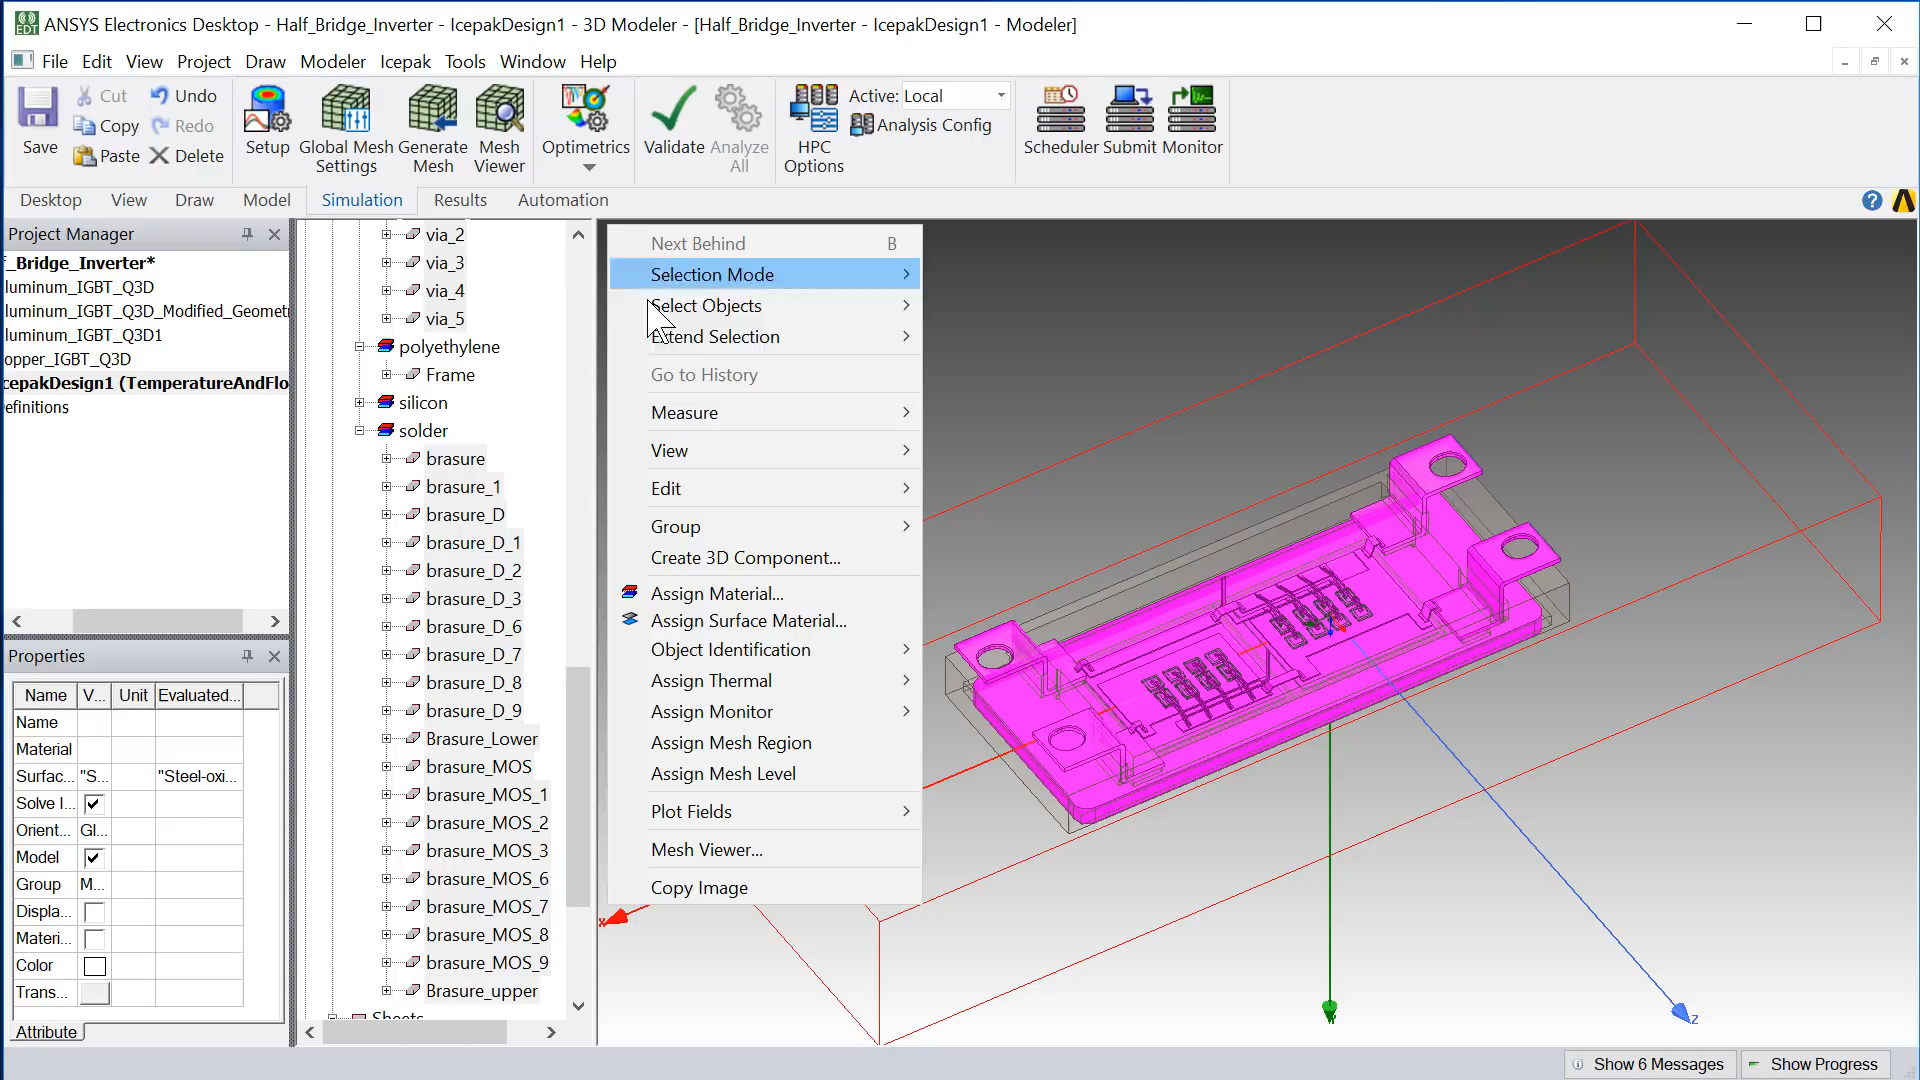 EDT
ANSYS Electronics Desktop - Half_Bridge_Inverter - IcepakDesign1 - 3D Modeler - [Half_Bridge_Inverter - IcepakDesign1 - Modeler]
File Edit View Project Draw Modeler Icepak Tools Window Help
Save
Cut
Copy
Paste
Undo
Redo
Delete
Setup
Global Mesh Settings
Generate Mesh
Mesh Viewer
Optimetrics
Validate
Analyze All
HPC Options
Active: Local
Analysis Config
Scheduler
Submit
Monitor
Desktop View Draw Model Simulation Results Automation
Project Manager
f_Bridge_Inverter*
luminum_IGBT_Q3D
luminum_IGBT_Q3D_Modified_Geomet
luminum_IGBT_Q3D1
opper_IGBT_Q3D
cepakDesign1 (TemperatureAndFlo
efinitions
Properties
Name V... Unit Evaluated...
Name
Material
Surfac... "S... "Steel-oxi...
Solve I...
Orient... Gl...
Model
Group M...
Displa...
Materi...
Color
Trans...
Attribute
via_2
via_3
via_4
via_5
polyethylene
Frame
silicon
solder
brasure
brasure_1
brasure_D
brasure_D_1
brasure_D_2
brasure_D_3
brasure_D_6
brasure_D_7
brasure_D_8
brasure_D_9
Brasure_Lower
brasure_MOS
brasure_MOS_1
brasure_MOS_2
brasure_MOS_3
brasure_MOS_6
brasure_MOS_7
brasure_MOS_8
brasure_MOS_9
Brasure_upper
Sheets
Next Behind B
Selection Mode
Select Objects
Extend Selection
Go to History
Measure
View
Edit
Group
Create 3D Component...
Assign Material...
Assign Surface Material...
Object Identification
Assign Thermal
Assign Monitor
Assign Mesh Region
Assign Mesh Level
Plot Fields
Mesh Viewer...
Copy Image
X
Z
Show 6 Messages
Show Progress